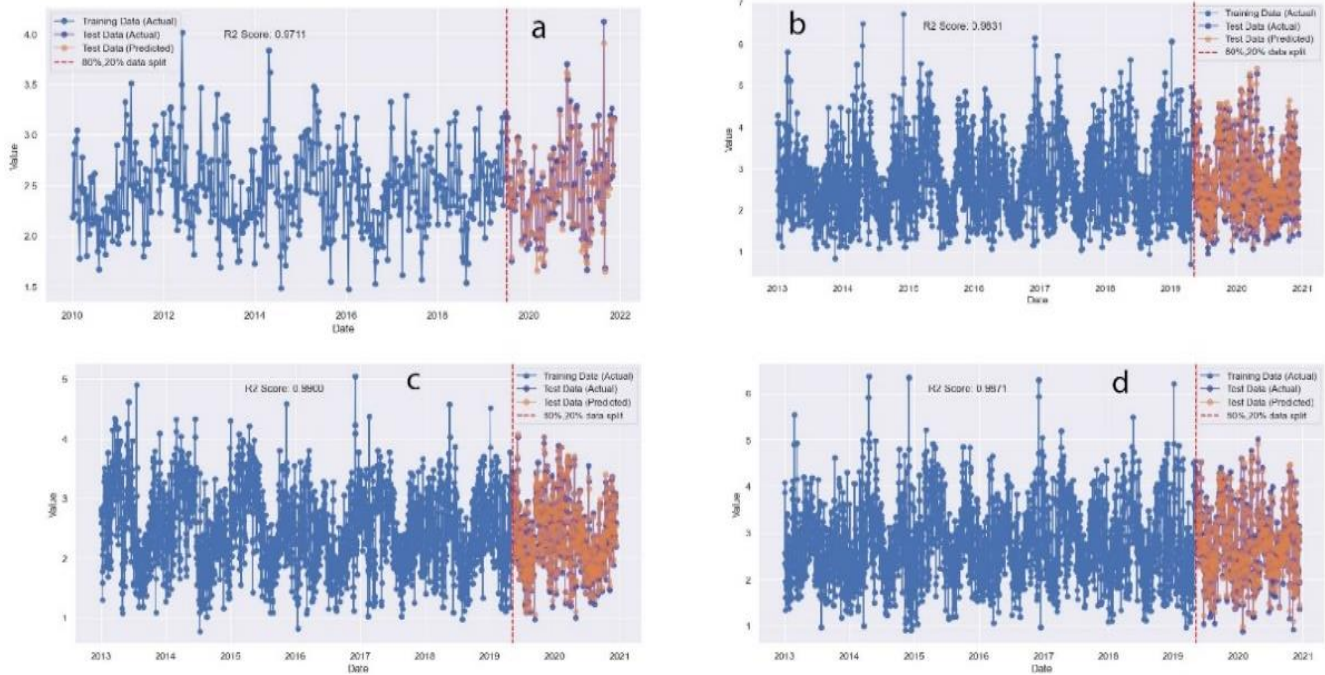 a
R2 Score: 0.9711
Training Data (Actual)
Test Data (Actual)
Test Data (Predicted)
80%,20% data split
Value
4.0
3.5
3.0
2.5
2.0
1.5
2010 2012 2014 2016 2018 2020 2022
Date
b
R2 Score: 0.9831
Training Data (Actual)
Test Data (Actual)
Test Data (Predicted)
80%,20% data split
Value
7
6
5
4
3
2
1
2013 2014 2015 2016 2017 2018 2019 2020 2021
Date
c
R2 Score: 0.9900
Training Data (Actual)
Test Data (Actual)
Test Data (Predicted)
80%,20% data split
Value
5
4
3
2
1
2013 2014 2015 2016 2017 2018 2019 2020 2021
Date
d
R2 Score: 0.9871
Training Data (Actual)
Test Data (Actual)
Test Data (Predicted)
80%,20% data split
Value
6
5
4
3
2
1
2013 2014 2015 2016 2017 2018 2019 2020 2021
Date